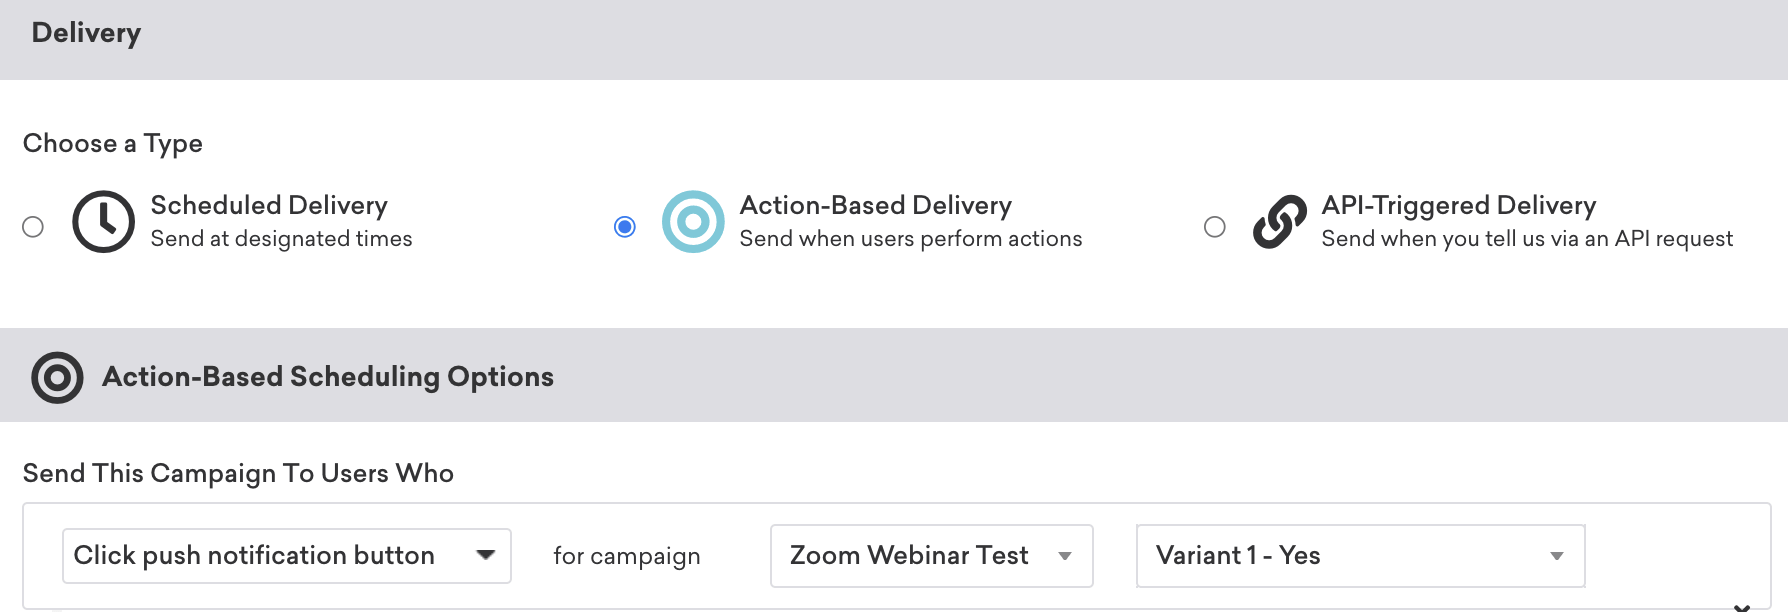 Delivery
Choose a Type
Scheduled Delivery
Send at designated times
Action-Based Delivery
Send when users perform actions
API-Triggered Delivery
Send when you tell us via an API request
Action-Based Scheduling Options
Send This Campaign To Users Who
Click push notification button for campaign Zoom Webinar Test Variant 1 - Yes